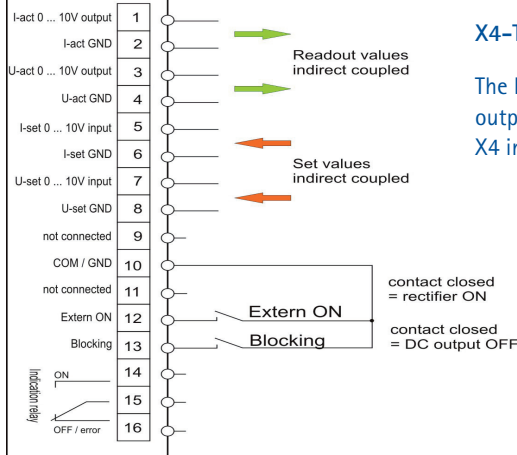 I-act 0 ... 10V output 1
I-act GND 2
U-act 0 ... 10V output 3
U-act GND 4
I-set 0 ... 10V input 5
I-set GND 6
U-set 0 ... 10V input 7
U-set GND 8
not connected 9
COM / GND 10
not connected 11
Extern ON 12
Blocking 13
14
15
16
Indication relay
ON
OFF / error
Readout values
indirect coupled
Set values
indirect coupled
Extern ON
Blocking
contact closed
= rectifier ON
contact closed
= DC output OFF
X4-
The
outp
X4 i